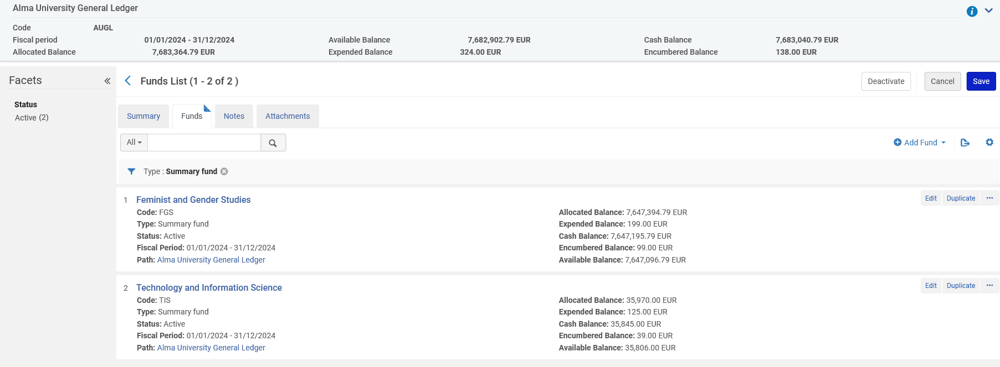 Alma University General Ledger
Code AUGL
Fiscal period 01/01/2024 - 31/12/2024 Available Balance 7,682,902.79 EUR Cash Balance 7,683,040.79 EUR
Allocated Balance 7,683,364.79 EUR Expended Balance 324.00 EUR Encumbered Balance 138.00 EUR
Facets
Status
Active (2)
Funds List (1 - 2 of 2 )
Deactivate Cancel Save
Summary Funds Notes Attachments
All
Add Fund
Type : Summary fund
1 Feminist and Gender Studies
Edit Duplicate ...
Code: FGS
Type: Summary fund
Status: Active
Fiscal Period: 01/01/2024 - 31/12/2024
Path: Alma University General Ledger
Allocated Balance: 7,647,394.79 EUR
Expended Balance: 199.00 EUR
Cash Balance: 7,647,195.79 EUR
Encumbered Balance: 99.00 EUR
Available Balance: 7,647,096.79 EUR
2 Technology and Information Science
Edit Duplicate ...
Code: TIS
Type: Summary fund
Status: Active
Fiscal Period: 01/01/2024 - 31/12/2024
Path: Alma University General Ledger
Allocated Balance: 35,970.00 EUR
Expended Balance: 125.00 EUR
Cash Balance: 35,845.00 EUR
Encumbered Balance: 39.00 EUR
Available Balance: 35,806.00 EUR